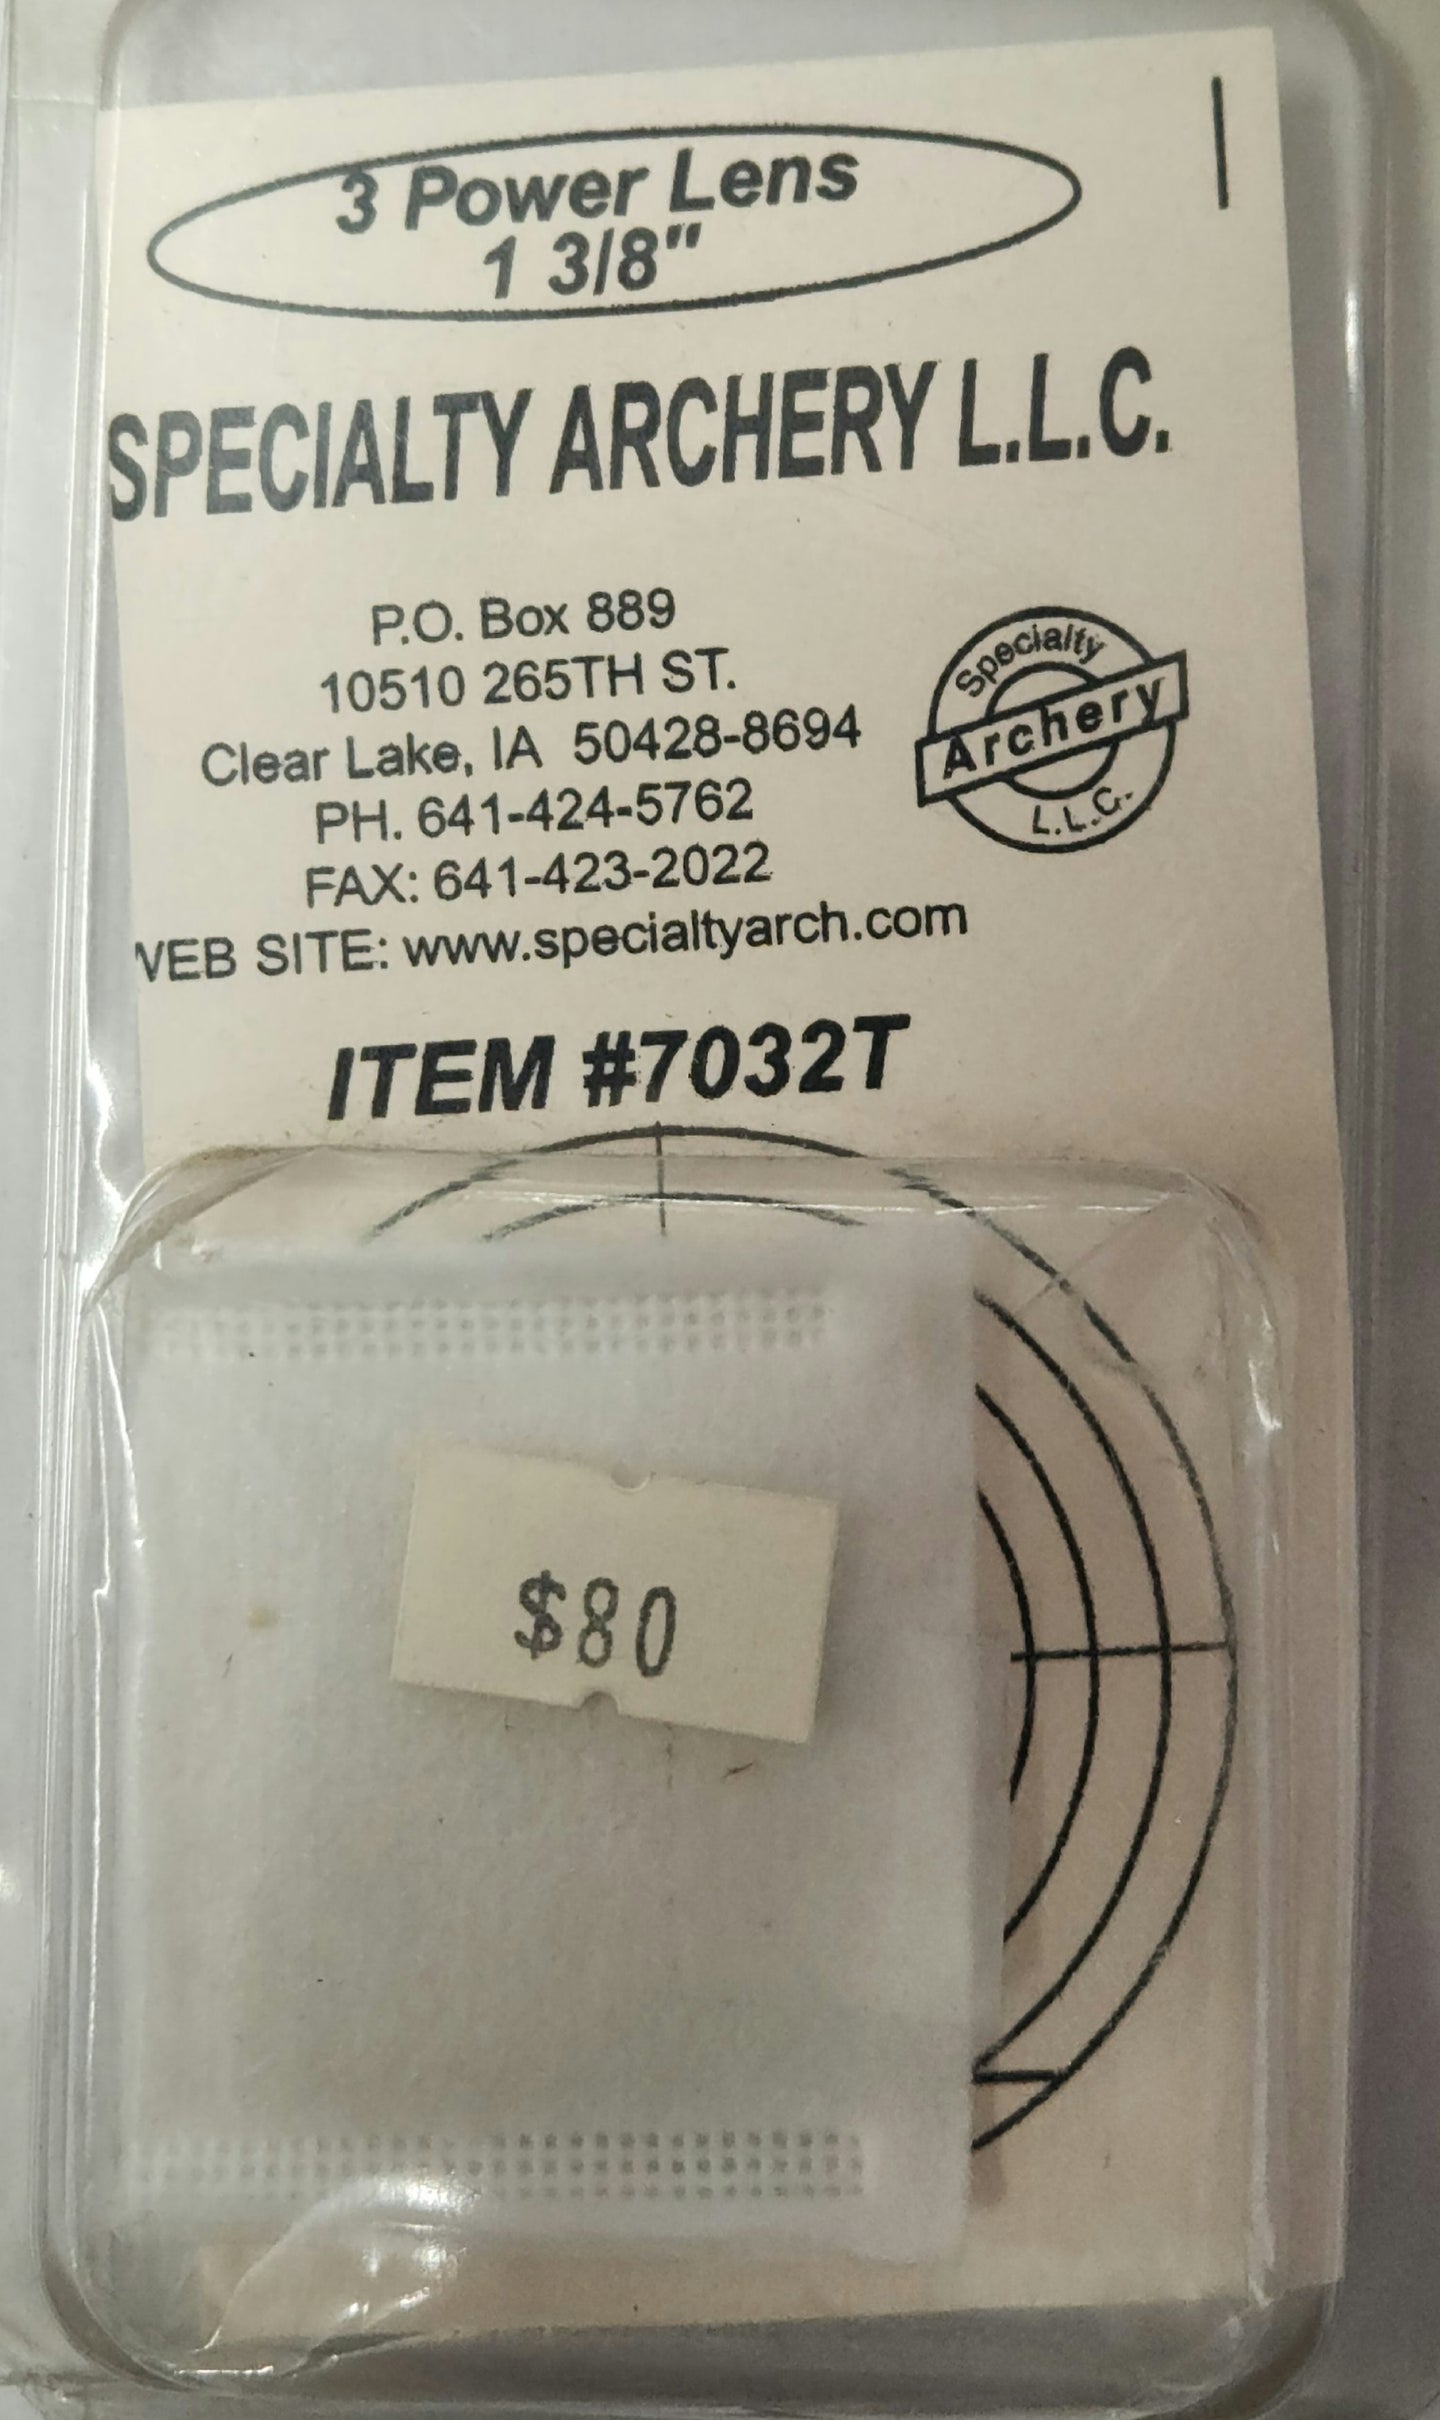 3 Power Lens
1 3/8"
SPECIALTY ARCHERY L.L.C.
P.O. Box 889
10510 265TH ST.
Clear Lake, IA 50428-8694
PH. 641-424-5762
FAX: 641-423-2022
WEB SITE: www.specialtyarch.com
Specialty
Archery
L.L.C.
ITEM #7032T
$80